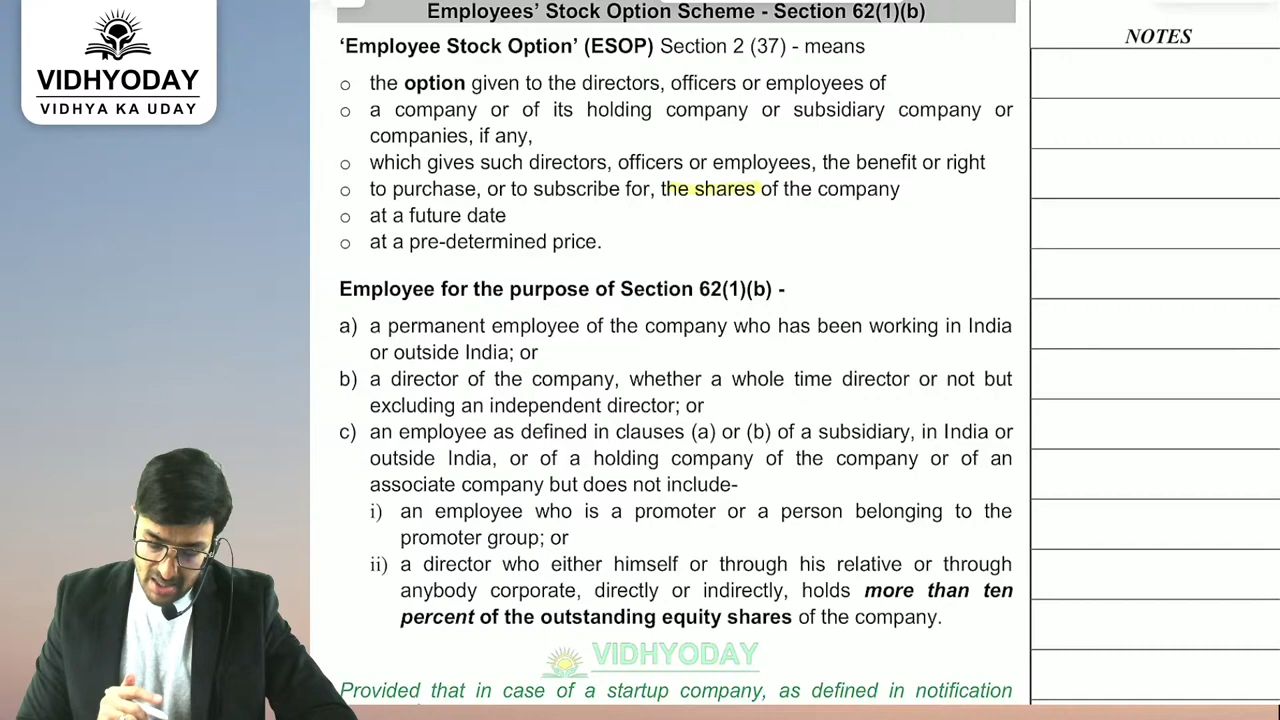 VIDHYODAY
VIDHYA KA UDAY
Employees’ Stock Option Scheme - Section 62(1)(b)
NOTES
‘Employee Stock Option’ (ESOP) Section 2 (37) - means
o the option given to the directors, officers or employees of
o a company or of its holding company or subsidiary company or
companies, if any,
o which gives such directors, officers or employees, the benefit or right
o to purchase, or to subscribe for, the shares of the company
o at a future date
o at a pre-determined price.
Employee for the purpose of Section 62(1)(b) -
a) a permanent employee of the company who has been working in India
or outside India; or
b) a director of the company, whether a whole time director or not but
excluding an independent director; or
c) an employee as defined in clauses (a) or (b) of a subsidiary, in India or
outside India, or of a holding company of the company or of an
associate company but does not include-
i) an employee who is a promoter or a person belonging to the
promoter group; or
ii) a director who either himself or through his relative or through
anybody corporate, directly or indirectly, holds more than ten
percent of the outstanding equity shares of the company.
VIDHYODAY
Provided that in case of a startup company, as defined in notification